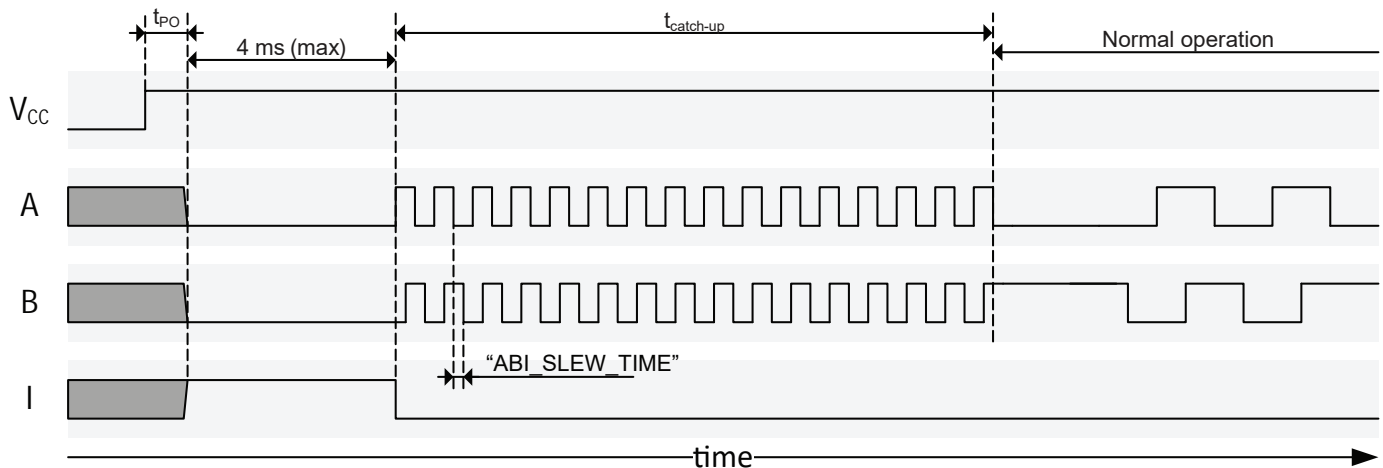 tPO
4 ms (max)
tcatch-up
Normal operation
VCC
A
B
"ABI_SLEW_TIME"
I
time